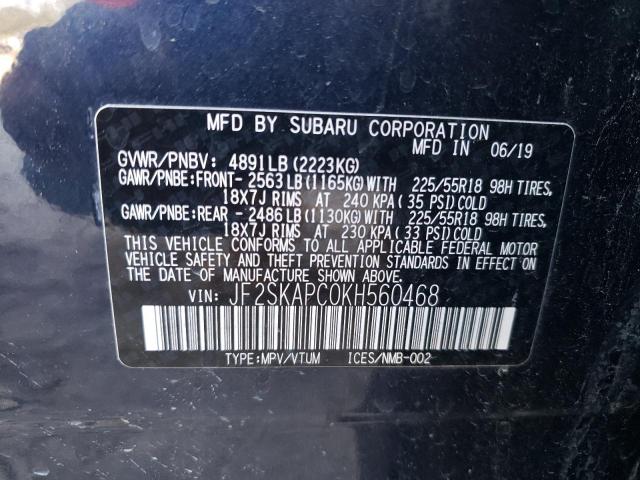 MFD BY SUBARU CORPORATION
MFD IN 06/19
GVWR/PNBV: 4891LB(2223KG)
GAWR/PNBE:FRONT- 2563LB(1165KG)WITH 225/55R18 98H TIRES,
18X7J RIMS AT 240 KPA(35 PSI)COLD
GAWR/PNBE:REAR - 2486LB(1130KG)WITH 225/55R18 98H TIRES,
18X7J RIMS AT 230 KPA(33 PSI)COLD
THIS VEHICLE CONFORMS TO ALL APPLICABLE FEDERAL MOTOR
VEHICLE SAFETY AND THEFT PREVENTION STANDARDS IN EFFECT ON
THE DATE OF MANUFACTURE SHOWN ABOVE.
VIN: JF2SKAPC0KH560468
TYPE:MPV/VTUM ICES/NMB-002